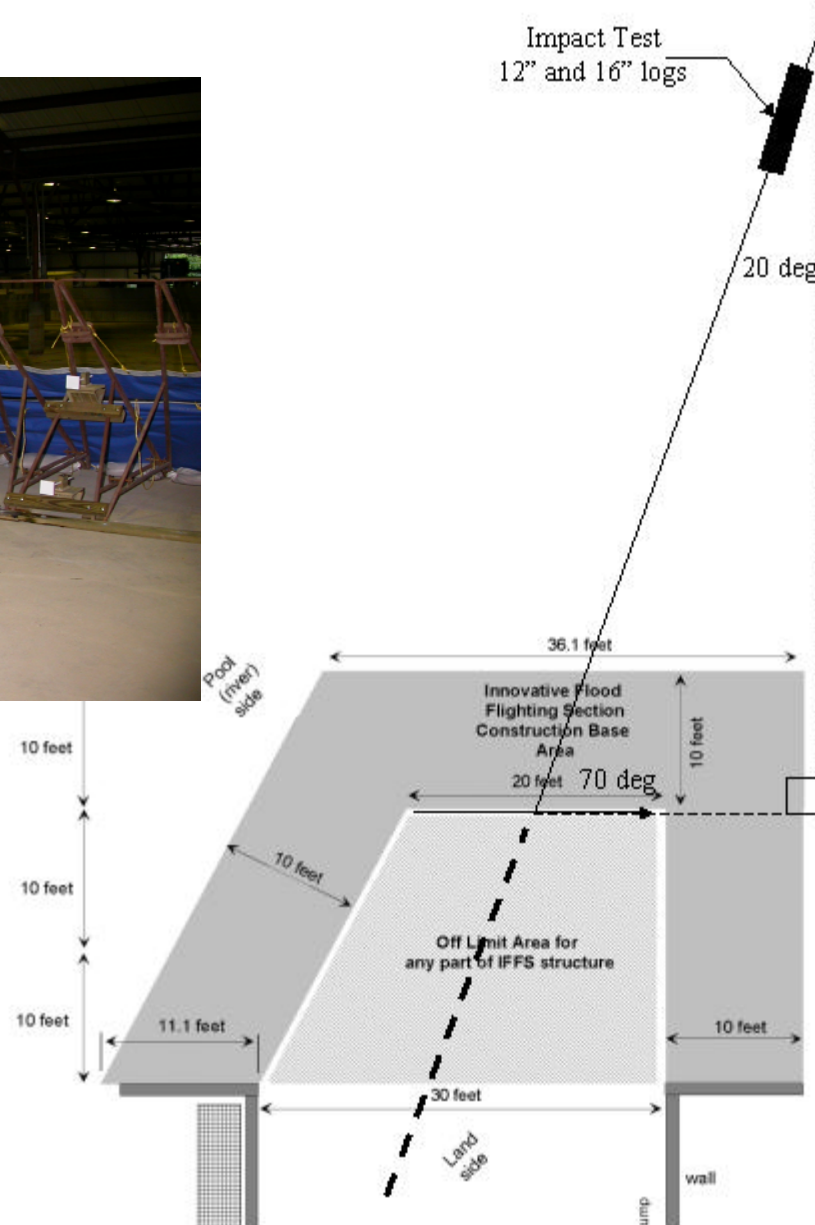 Impact Test
12” and 16” logs
20 deg
36.1 feet
Pool
(river)
side
Innovative Flood
Flighting Section
Construction Base
Area
10 feet
10 feet
20 feet
70 deg
10 feet
10 feet
Off Limit Area for
any part of IFFS structure
10 feet
11.1 feet
10 feet
30 feet
Land
side
wall